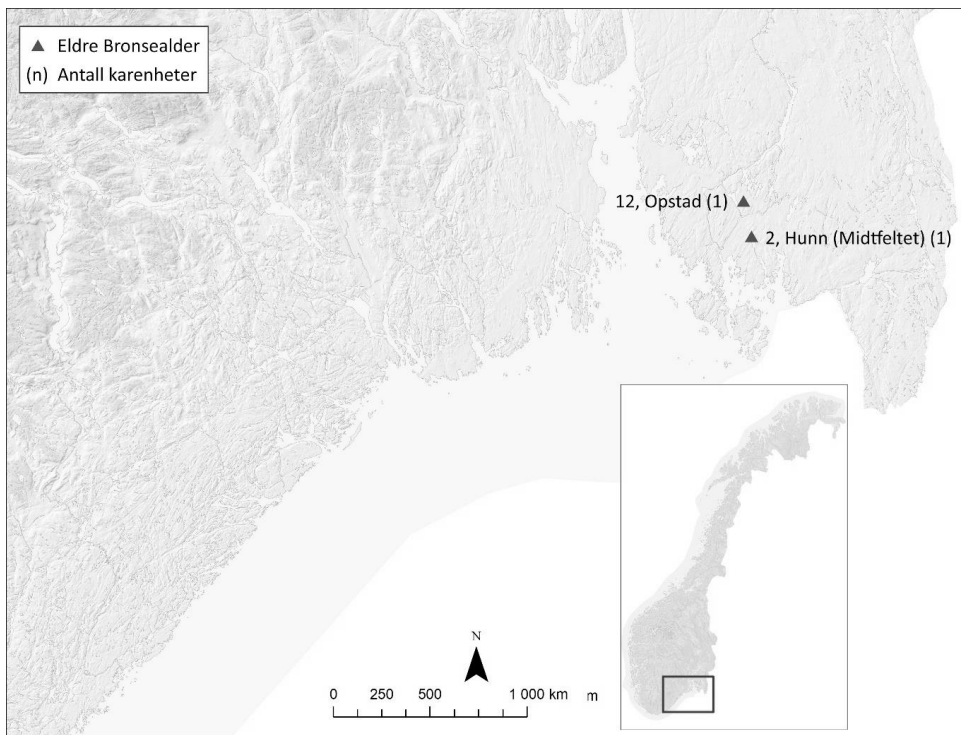 Eldre Bronsealder
(n) Antall karenheter
12, Opstad (1)
2, Hunn (Midtfeltet) (1)
N
0 250 500 1 000 km m